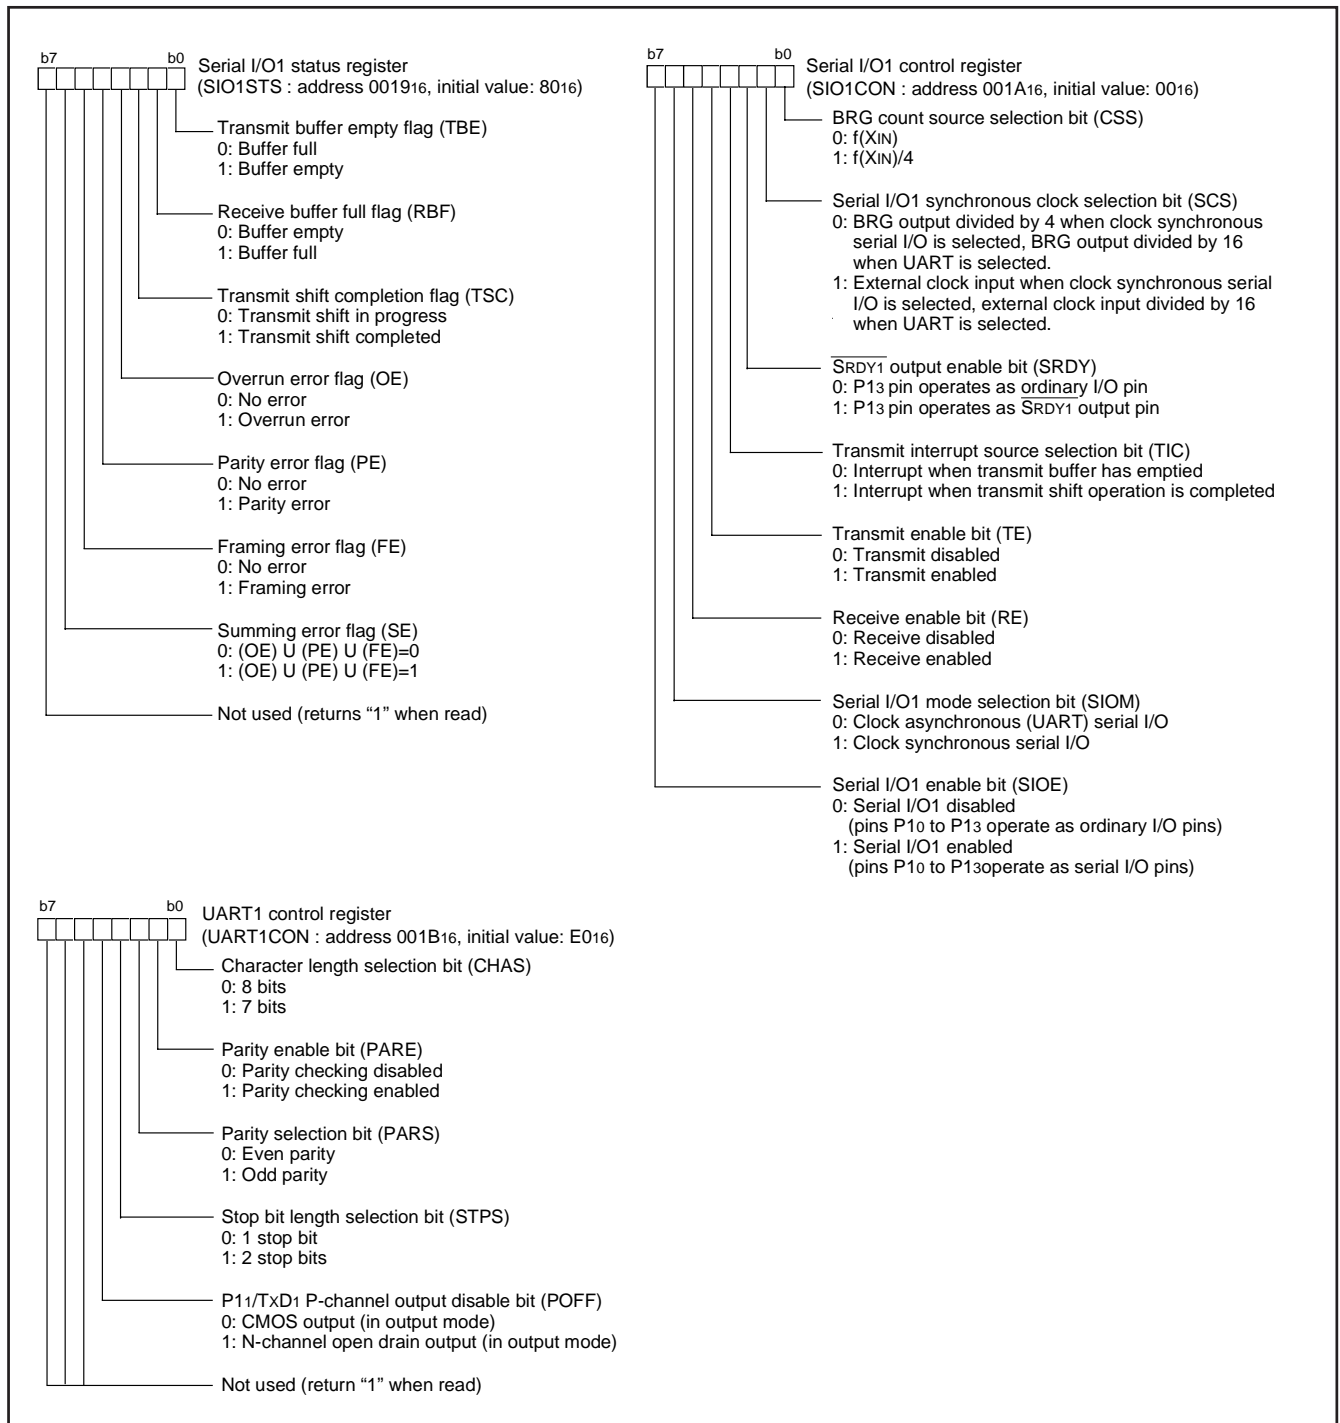 b7 b0
Serial I/O1 status register
(SIO1STS : address 001916, initial value: 8016)
Transmit buffer empty flag (TBE)
0: Buffer full
1: Buffer empty
Receive buffer full flag (RBF)
0: Buffer empty
1: Buffer full
Transmit shift completion flag (TSC)
0: Transmit shift in progress
1: Transmit shift completed
Overrun error flag (OE)
0: No error
1: Overrun error
Parity error flag (PE)
0: No error
1: Parity error
Framing error flag (FE)
0: No error
1: Framing error
Summing error flag (SE)
0: (OE) U (PE) U (FE)=0
1: (OE) U (PE) U (FE)=1
Not used (returns “1” when read)
b7 b0
Serial I/O1 control register
(SIO1CON : address 001A16, initial value: 0016)
BRG count source selection bit (CSS)
0: f(XIN)
1: f(XIN)/4
Serial I/O1 synchronous clock selection bit (SCS)
0: BRG output divided by 4 when clock synchronous
serial I/O is selected, BRG output divided by 16
when UART is selected.
1: External clock input when clock synchronous serial
I/O is selected, external clock input divided by 16
when UART is selected.
SRDY1 output enable bit (SRDY)
0: P13 pin operates as ordinary I/O pin
1: P13 pin operates as SRDY1 output pin
Transmit interrupt source selection bit (TIC)
0: Interrupt when transmit buffer has emptied
1: Interrupt when transmit shift operation is completed
Transmit enable bit (TE)
0: Transmit disabled
1: Transmit enabled
Receive enable bit (RE)
0: Receive disabled
1: Receive enabled
Serial I/O1 mode selection bit (SIOM)
0: Clock asynchronous (UART) serial I/O
1: Clock synchronous serial I/O
Serial I/O1 enable bit (SIOE)
0: Serial I/O1 disabled
(pins P10 to P13 operate as ordinary I/O pins)
1: Serial I/O1 enabled
(pins P10 to P13operate as serial I/O pins)
b7 b0
UART1 control register
(UART1CON : address 001B16, initial value: E016)
Character length selection bit (CHAS)
0: 8 bits
1: 7 bits
Parity enable bit (PARE)
0: Parity checking disabled
1: Parity checking enabled
Parity selection bit (PARS)
0: Even parity
1: Odd parity
Stop bit length selection bit (STPS)
0: 1 stop bit
1: 2 stop bits
P11/TXD1 P-channel output disable bit (POFF)
0: CMOS output (in output mode)
1: N-channel open drain output (in output mode)
Not used (return “1” when read)